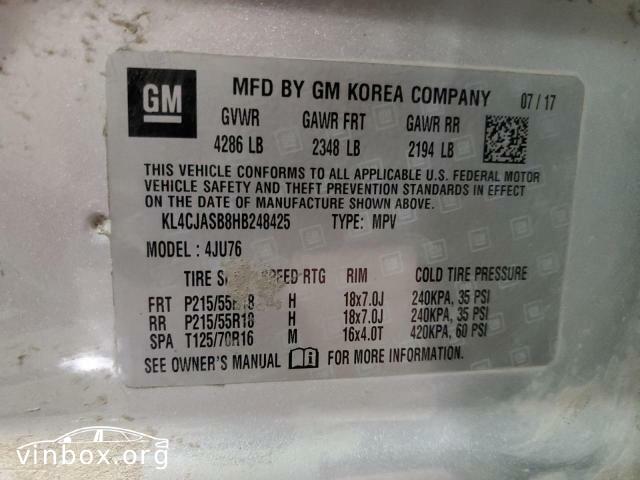 GM
MFD BY GM KOREA COMPANY 07 / 17
GVWR GAWR FRT GAWR RR
4286 LB 2348 LB 2194 LB
THIS VEHICLE CONFORMS TO ALL APPLICABLE U.S. FEDERAL MOTOR
VEHICLE SAFETY AND THEFT PREVENTION STANDARDS IN EFFECT
ON THE DATE OF MANUFACTURE SHOWN ABOVE.
KL4CJASB8HB248425 TYPE: MPV
MODEL : 4JU76
TIRE RTG RIM COLD TIRE PRESSURE
FRT P215/55R18 H 18x7.0J 240KPA, 35 PSI
RR P215/55R18 H 18x7.0J 240KPA, 35 PSI
SPA T125/70R16 M 16x4.0T 420KPA, 60 PSI
SEE OWNER'S MANUAL FOR MORE INFORMATION.
vinbox.org